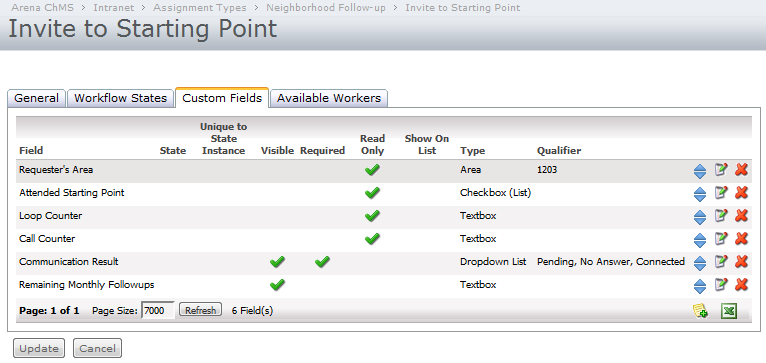 Arena ChMS > Intranet > Assignment Types > Neighborhood Follow-up > Invite to Starting Point
Invite to Starting Point
General Workflow States Custom Fields Available Workers
Field State Unique to State Instance Visible Required Read Only Show On List Type Qualifier
Requester's Area Area 1203
Attended Starting Point Checkbox (List)
Loop Counter Textbox
Call Counter Textbox
Communication Result Dropdown List Pending, No Answer, Connected
Remaining Monthly Followups Textbox
Page: 1 of 1 Page Size: 7000 Refresh 6 Field(s)
Update Cancel